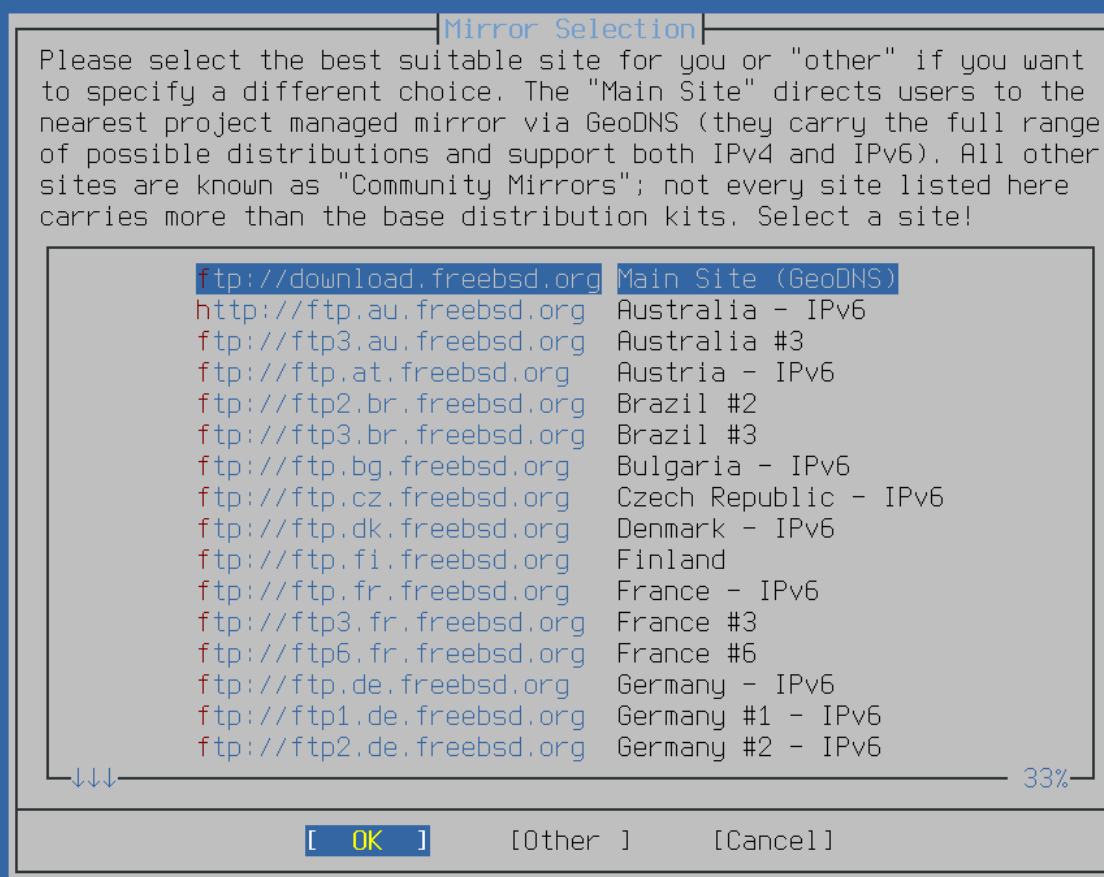 Mirror Selection
Please select the best suitable site for you or "other" if you want
to specify a different choice. The "Main Site" directs users to the
nearest project managed mirror via GeoDNS (they carry the full range
of possible distributions and support both IPv4 and IPv6). All other
sites are known as "Community Mirrors"; not every site listed here
carries more than the base distribution kits. Select a site!
ftp://download.freebsd.org Main Site (GeoDNS)
http://ftp.au.freebsd.org Australia - IPv6
ftp://ftp3.au.freebsd.org Australia #3
ftp://ftp.at.freebsd.org Austria - IPv6
ftp://ftp2.br.freebsd.org Brazil #2
ftp://ftp3.br.freebsd.org Brazil #3
ftp://ftp.bg.freebsd.org Bulgaria - IPv6
ftp://ftp.cz.freebsd.org Czech Republic - IPv6
ftp://ftp.dk.freebsd.org Denmark - IPv6
ftp://ftp.fi.freebsd.org Finland
ftp://ftp.fr.freebsd.org France - IPv6
ftp://ftp3.fr.freebsd.org France #3
ftp://ftp6.fr.freebsd.org France #6
ftp://ftp.de.freebsd.org Germany - IPv6
ftp://ftp1.de.freebsd.org Germany #1 - IPv6
ftp://ftp2.de.freebsd.org Germany #2 - IPv6
↓↓↓ 33%
[ OK ] [Other ] [Cancel]